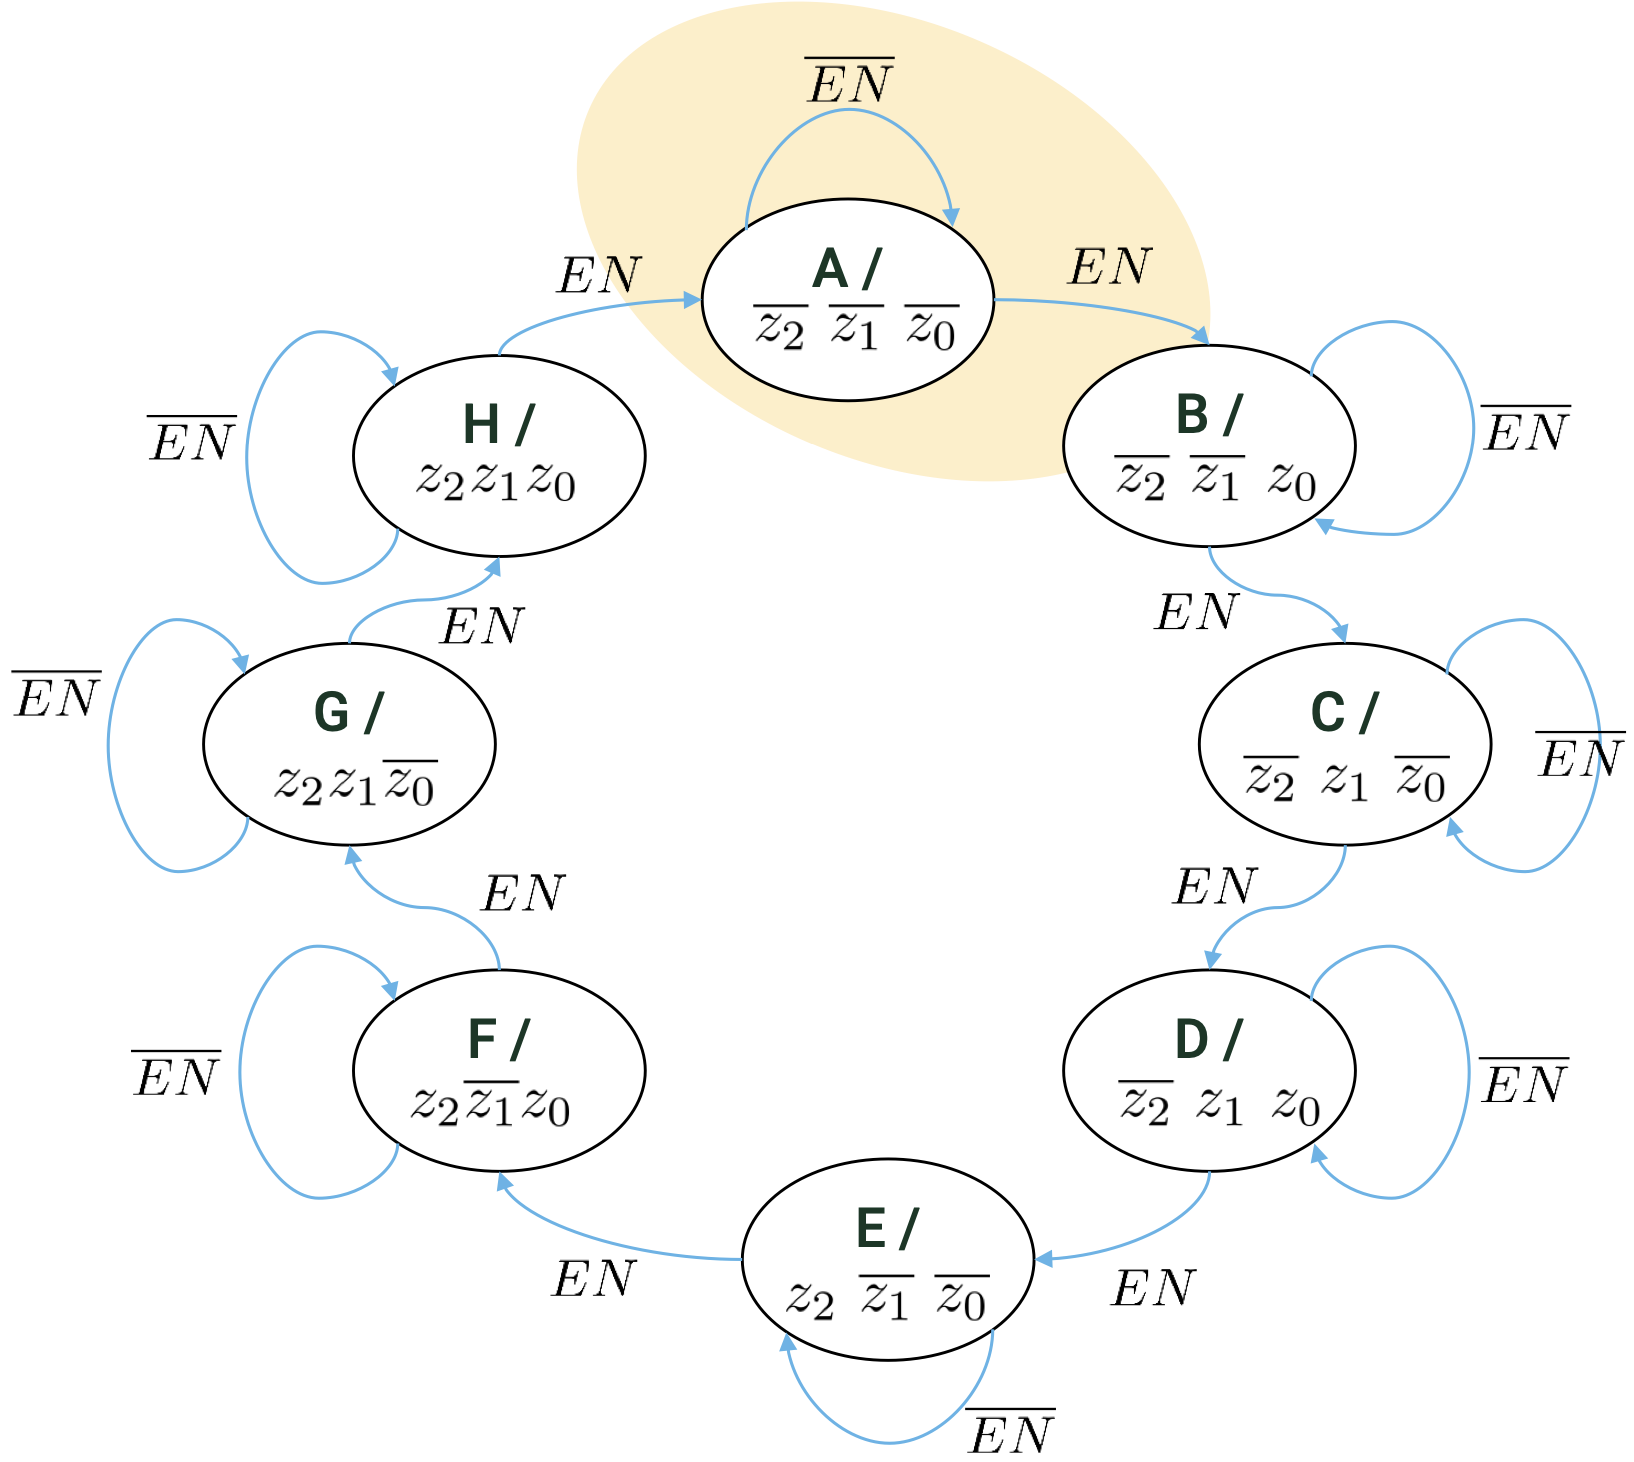 $\overline{EN}$
A /
$\overline{z_2}\ \overline{z_1}\ \overline{z_0}$
$EN$
$EN$
H /
$z_2 z_1 z_0$
$\overline{EN}$
B /
$\overline{z_2}\ \overline{z_1}\ z_0$
$\overline{EN}$
$EN$
$EN$
G /
$z_2 z_1 \overline{z_0}$
$\overline{EN}$
C /
$\overline{z_2}\ z_1\ \overline{z_0}$
$\overline{EN}$
$EN$
$EN$
F /
$z_2 \overline{z_1} z_0$
$\overline{EN}$
D /
$\overline{z_2}\ z_1\ z_0$
$\overline{EN}$
E /
$z_2\ \overline{z_1}\ \overline{z_0}$
$EN$
$EN$
$\overline{EN}$